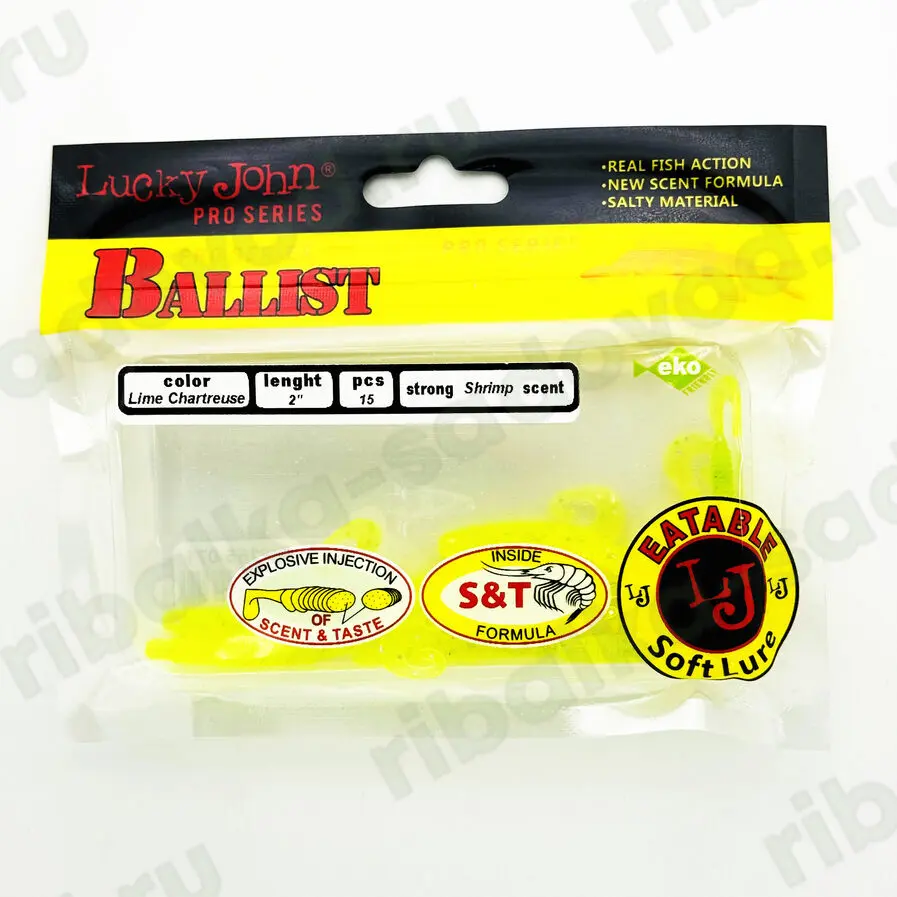 Lucky John®
PRO SERIES
•REAL FISH ACTION
•NEW SCENT FORMULA
•SALTY MATERIAL
BALLIST
color
Lime Chartreuse
lenght
2"
pcs
15
strong Shrimp scent
eko
EXPLOSIVE INJECTION
OF
SCENT & TASTE
INSIDE
S&T
FORMULA
EATABLE
LJ
LJ
LJ
Soft Lure
ribalka-sadovod.ru